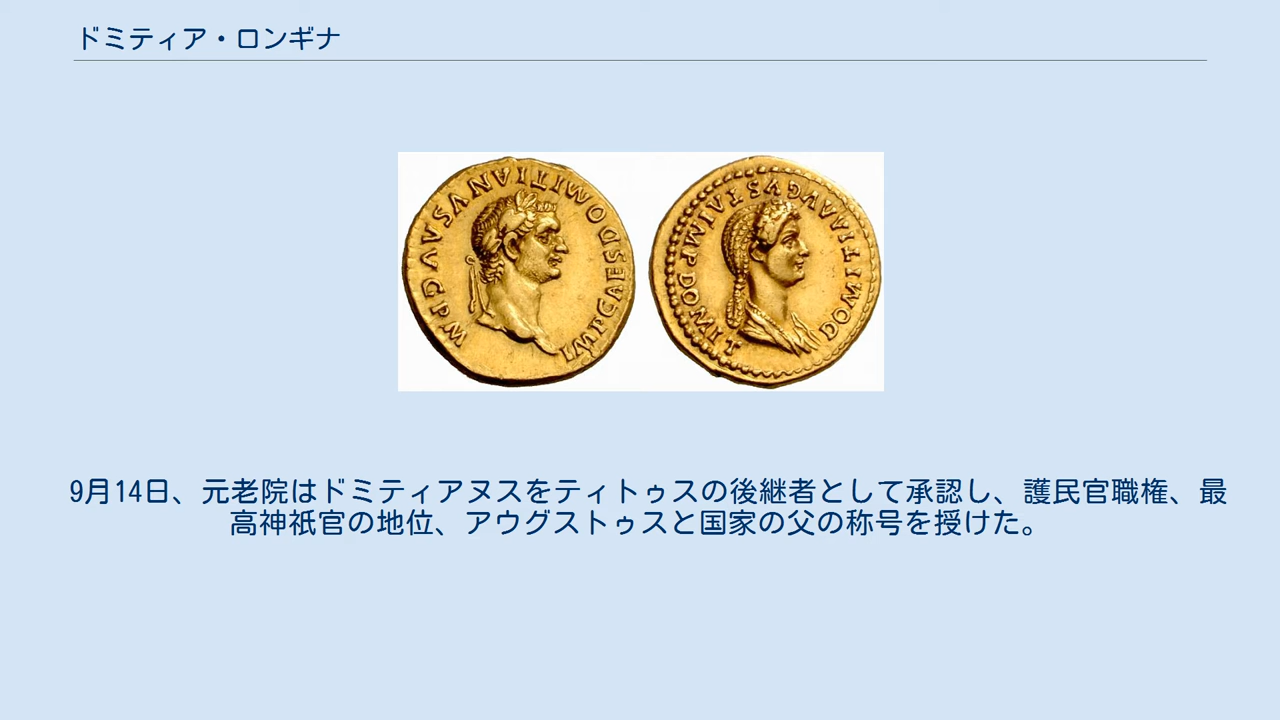 ドミティア・ロンギナ
IMPCAESDOMITIANVSAVGPM
DOMITIAAVGVSTAIMPDOMIT
9月14日、元老院はドミティアヌスをティトゥスの後継者として承認し、護民官職権、最
高神祇官の地位、アウグストゥスと国家の父の称号を授けた。